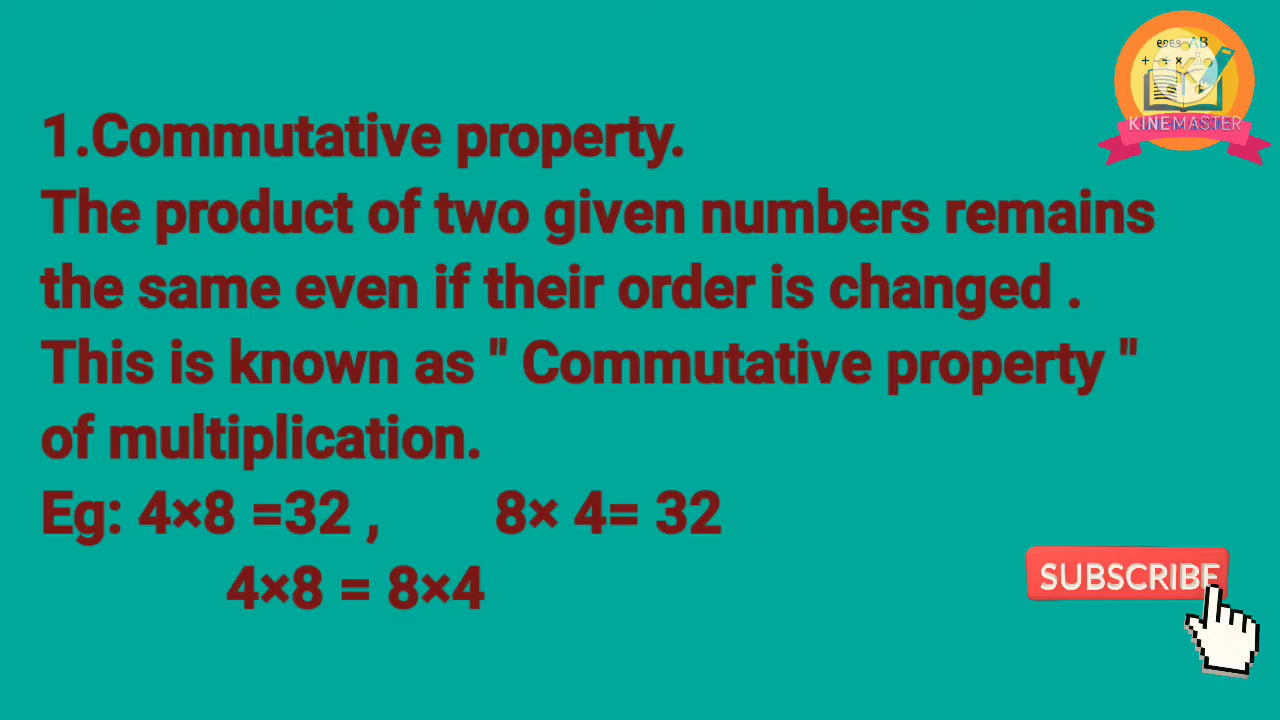 1.Commutative property.
The product of two given numbers remains
the same even if their order is changed .
This is known as " Commutative property "
of multiplication.
Eg: 4×8 =32 , 8× 4= 32
4×8 = 8×4
KINEMASTER
SUBSCRIBE